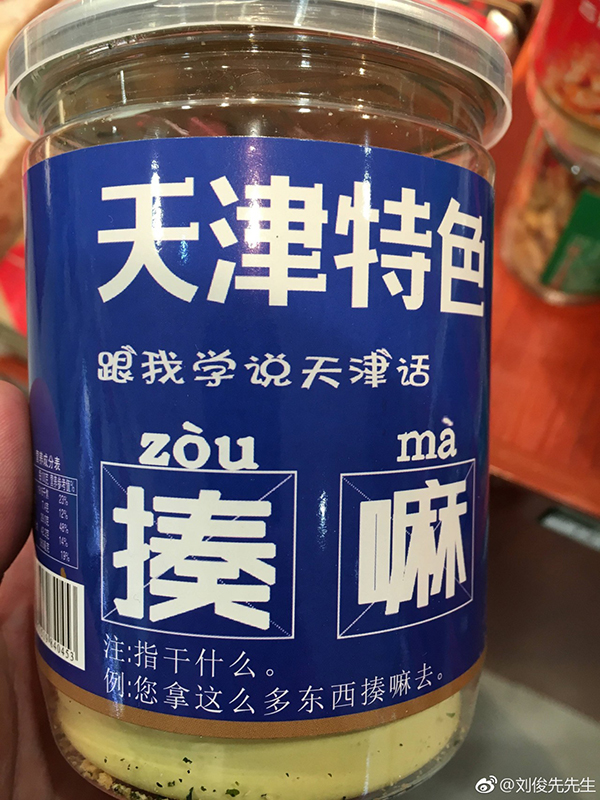 天津特色
跟我学说天津话
zòu mà
揍嘛
注:指干什么。
例:您拿这么多东西揍嘛去。
@刘俊先先生